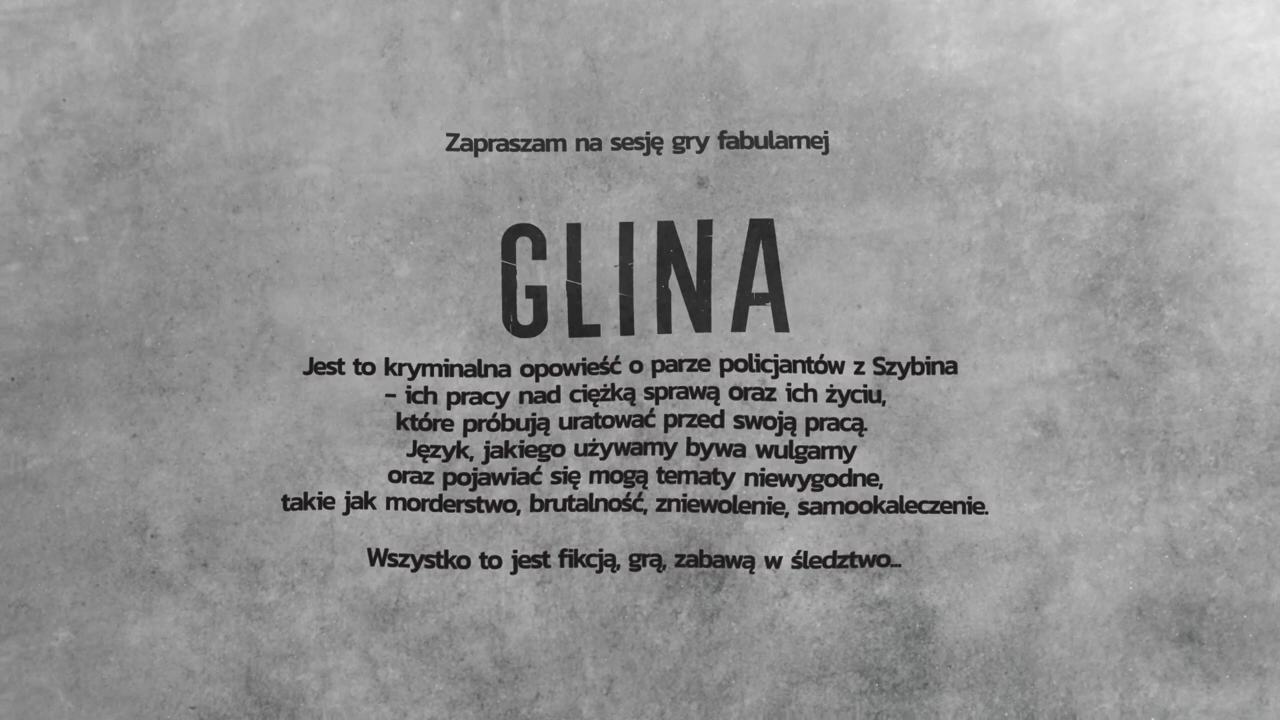 Zapraszam na sesję gry fabularnej
GLINA
Jest to kryminalna opowieść o parze policjantów z Szybina
– ich pracy nad ciężką sprawą oraz ich życiu,
które próbują uratować przed swoją pracą.
Język, jakiego używamy bywa wulgarny
oraz pojawiać się mogą tematy niewygodne,
takie jak morderstwo, brutalność, zniewolenie, samookaleczenie.
Wszystko to jest fikcją, grą, zabawą w śledztwo...